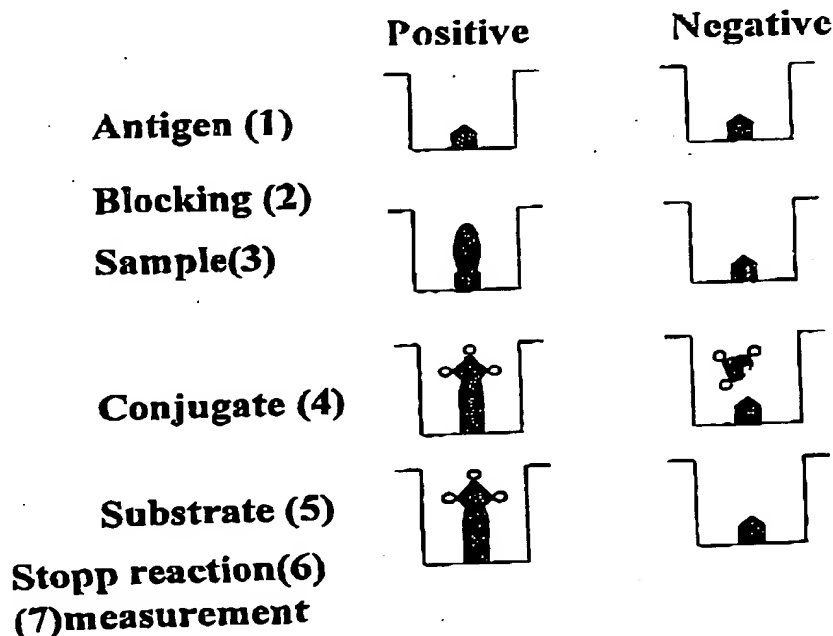 Positive Negative
Antigen (1)
Blocking (2)
Sample(3)
Conjugate (4)
Substrate (5)
Stopp reaction(6)
(7)measurement